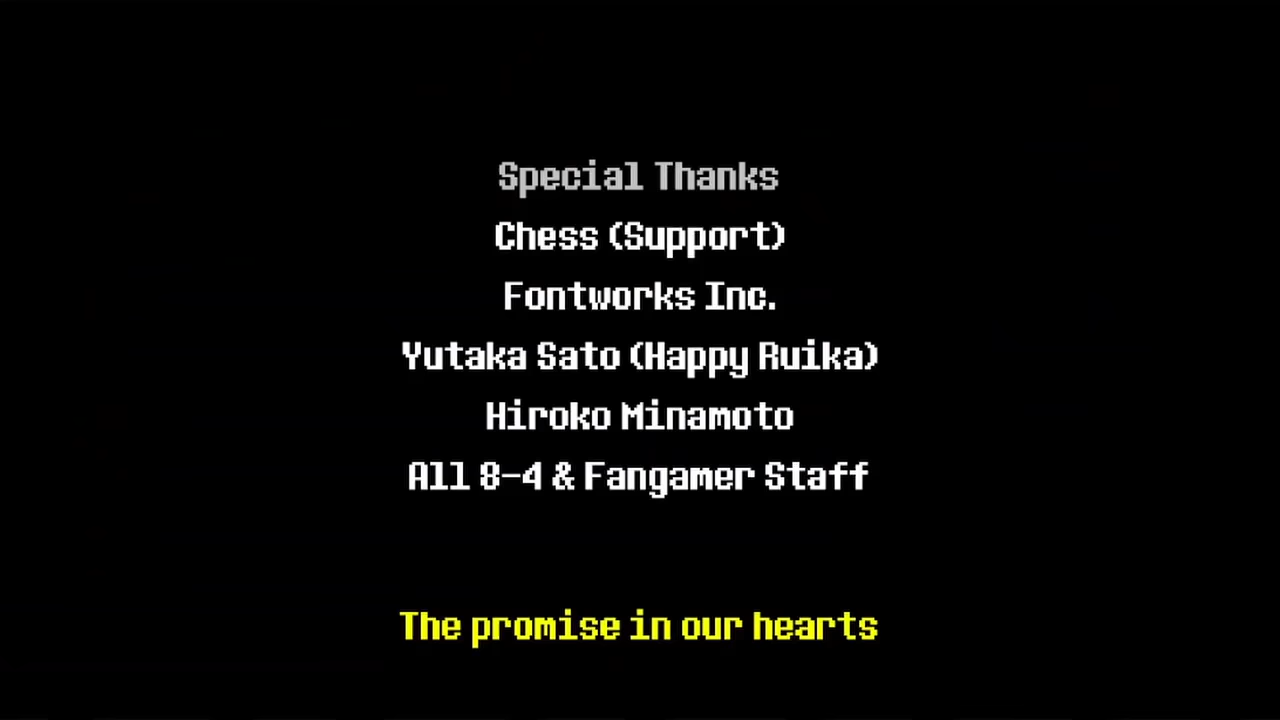 Special Thanks
Chess (Support)
Fontworks Inc.
Yutaka Sato (Happy Ruika)
Hiroko Minamoto
All 8-4 & Fangamer Staff
The promise in our hearts